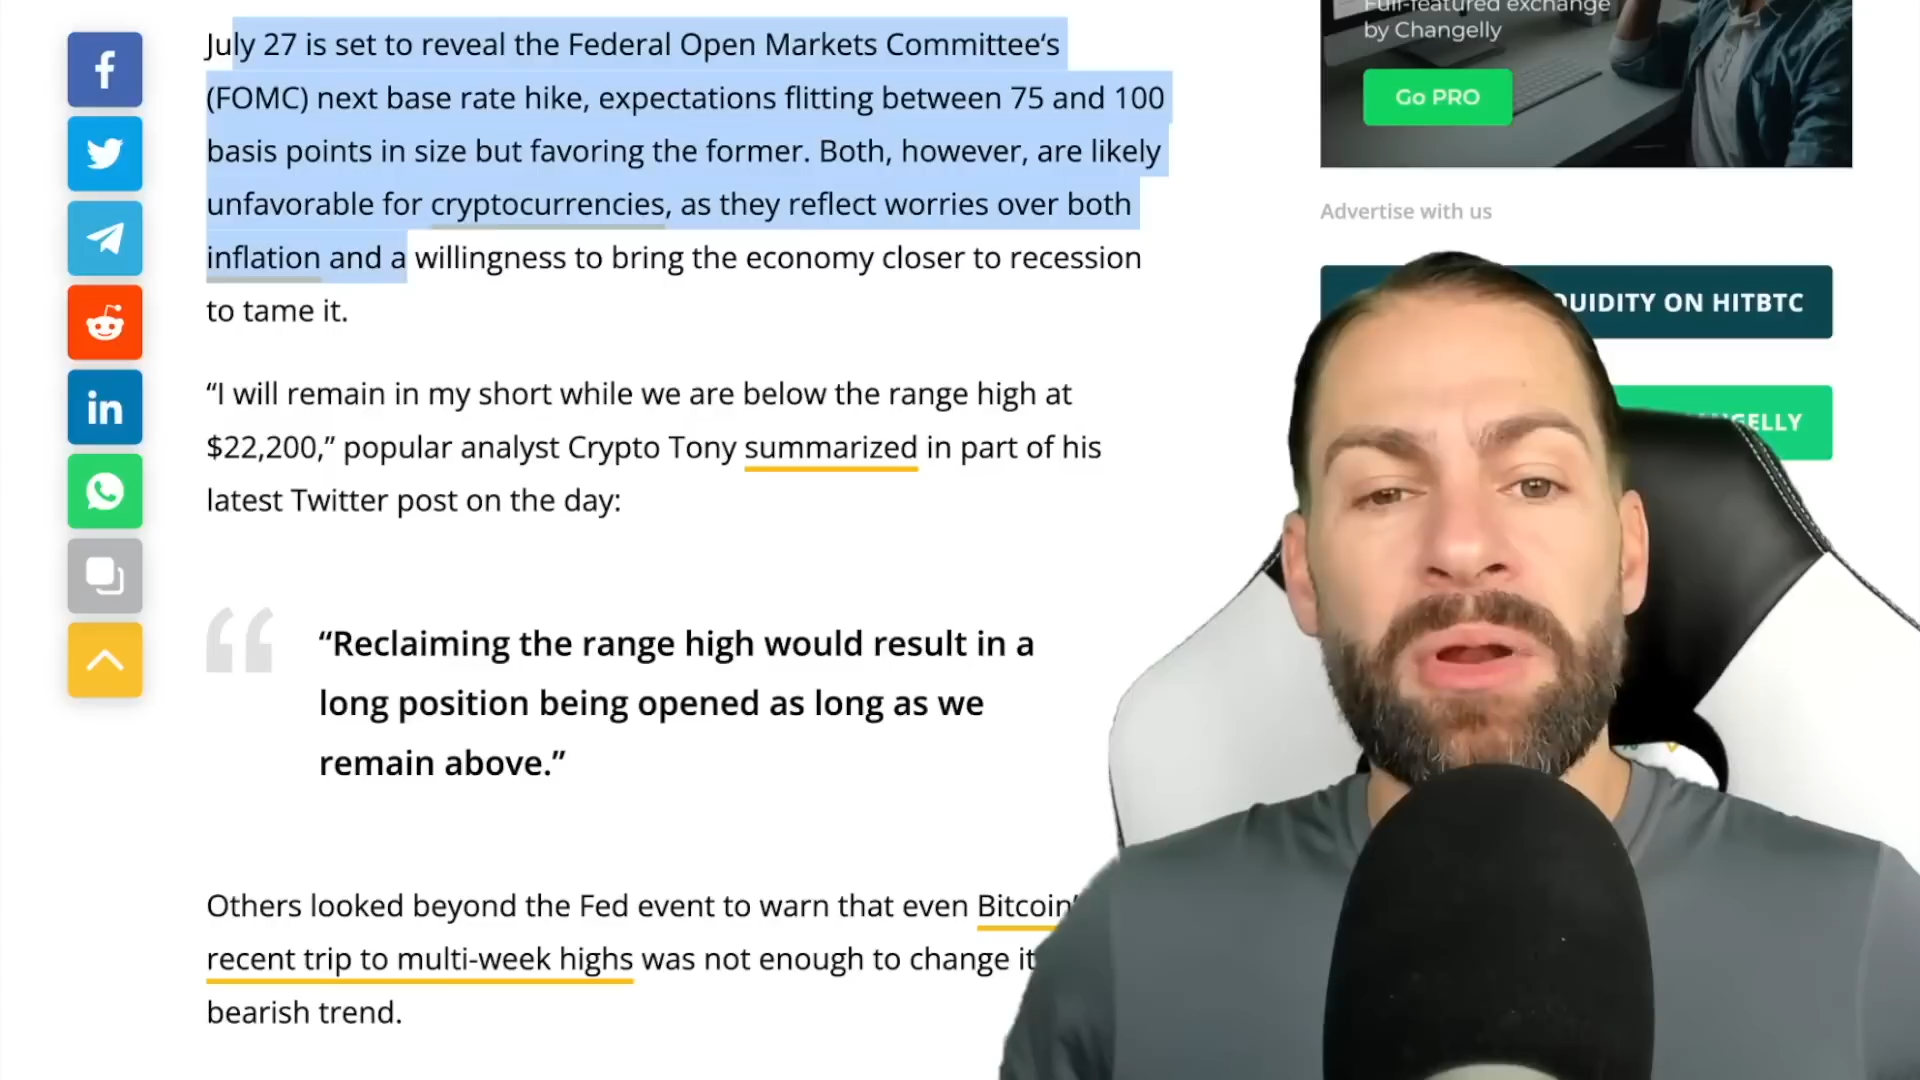 July 27 is set to reveal the Federal Open Markets Committee‘s
(FOMC) next base rate hike, expectations flitting between 75 and 100
basis points in size but favoring the former. Both, however, are likely
unfavorable for cryptocurrencies, as they reflect worries over both
inflation and a willingness to bring the economy closer to recession
to tame it.
“I will remain in my short while we are below the range high at
$22,200,” popular analyst Crypto Tony summarized in part of his
latest Twitter post on the day:
“Reclaiming the range high would result in a
long position being opened as long as we
remain above.”
Others looked beyond the Fed event to warn that even Bitcoin'
recent trip to multi-week highs was not enough to change it
bearish trend.
Full-featured exchange
by Changelly
Go PRO
Advertise with us
ON HITBTC